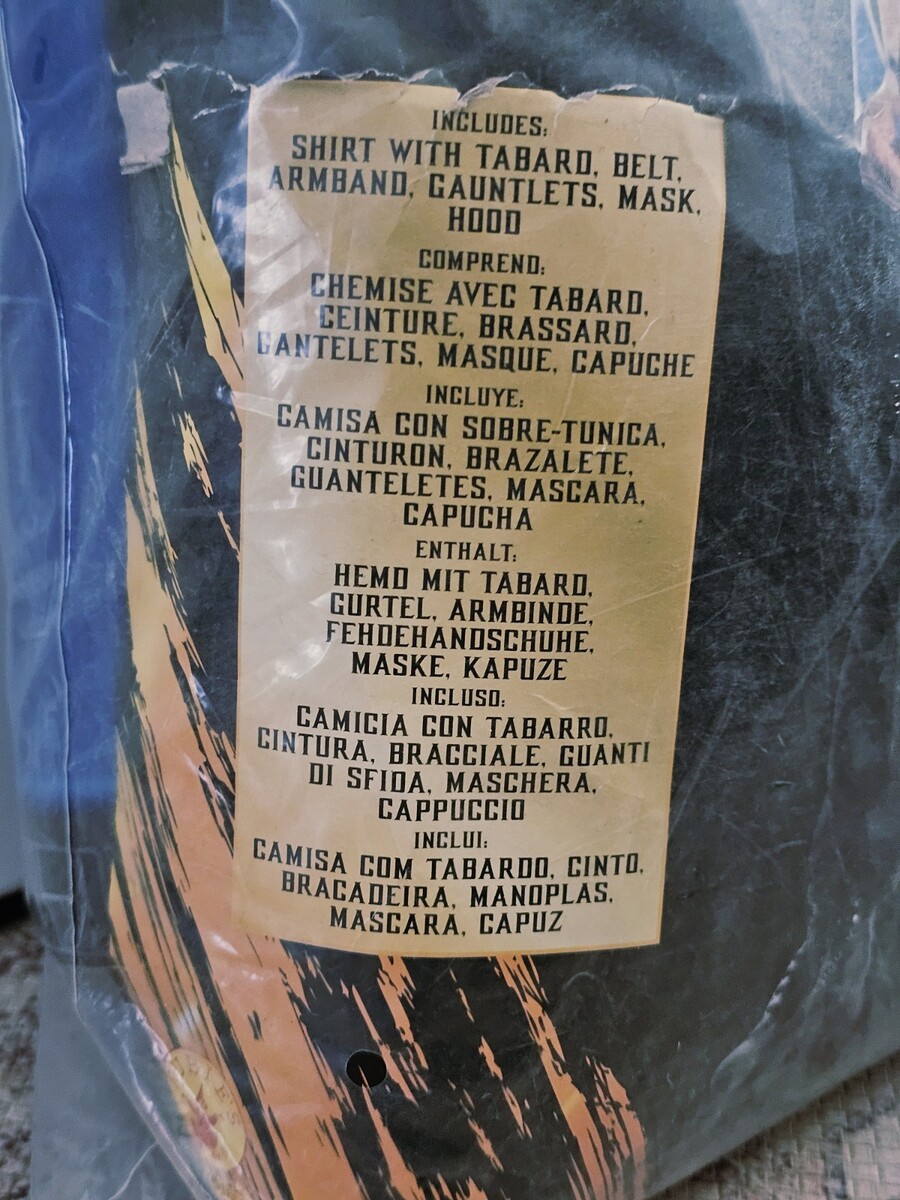 INCLUDES:
SHIRT WITH TABARD, BELT,
ARMBAND, GAUNTLETS, MASK,
HOOD
COMPREND:
CHEMISE AVEC TABARD,
CEINTURE, BRASSARD,
GANTELETS, MASQUE, CAPUCHE
INCLUYE:
CAMISA CON SOBRE-TUNICA,
CINTURON, BRAZALETE,
GUANTELETES, MASCARA,
CAPUCHA
ENTHALT:
HEMD MIT TABARD,
GURTEL, ARMBINDE,
FEHDEHANDSCHUHE,
MASKE, KAPUZE
INCLUSO:
CAMICIA CON TABARRO,
CINTURA, BRACCIALE, GUANTI
DI SFIDA, MASCHERA,
CAPPUCCIO
INCLUI:
CAMISA COM TABARDO, CINTO,
BRACADEIRA, MANOPLAS,
MASCARA, CAPUZ